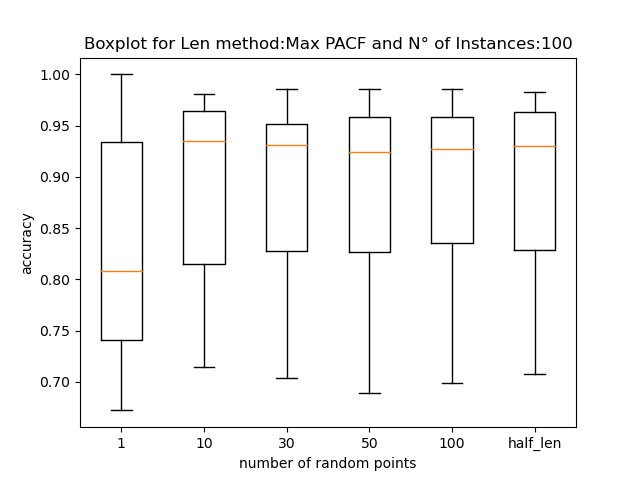 Boxplot for Len method:Max PACF and N° of Instances:100
1.00
0.95
0.90
0.85
0.80
0.75
0.70
accuracy
1 10 30 50 100 half_len
number of random points